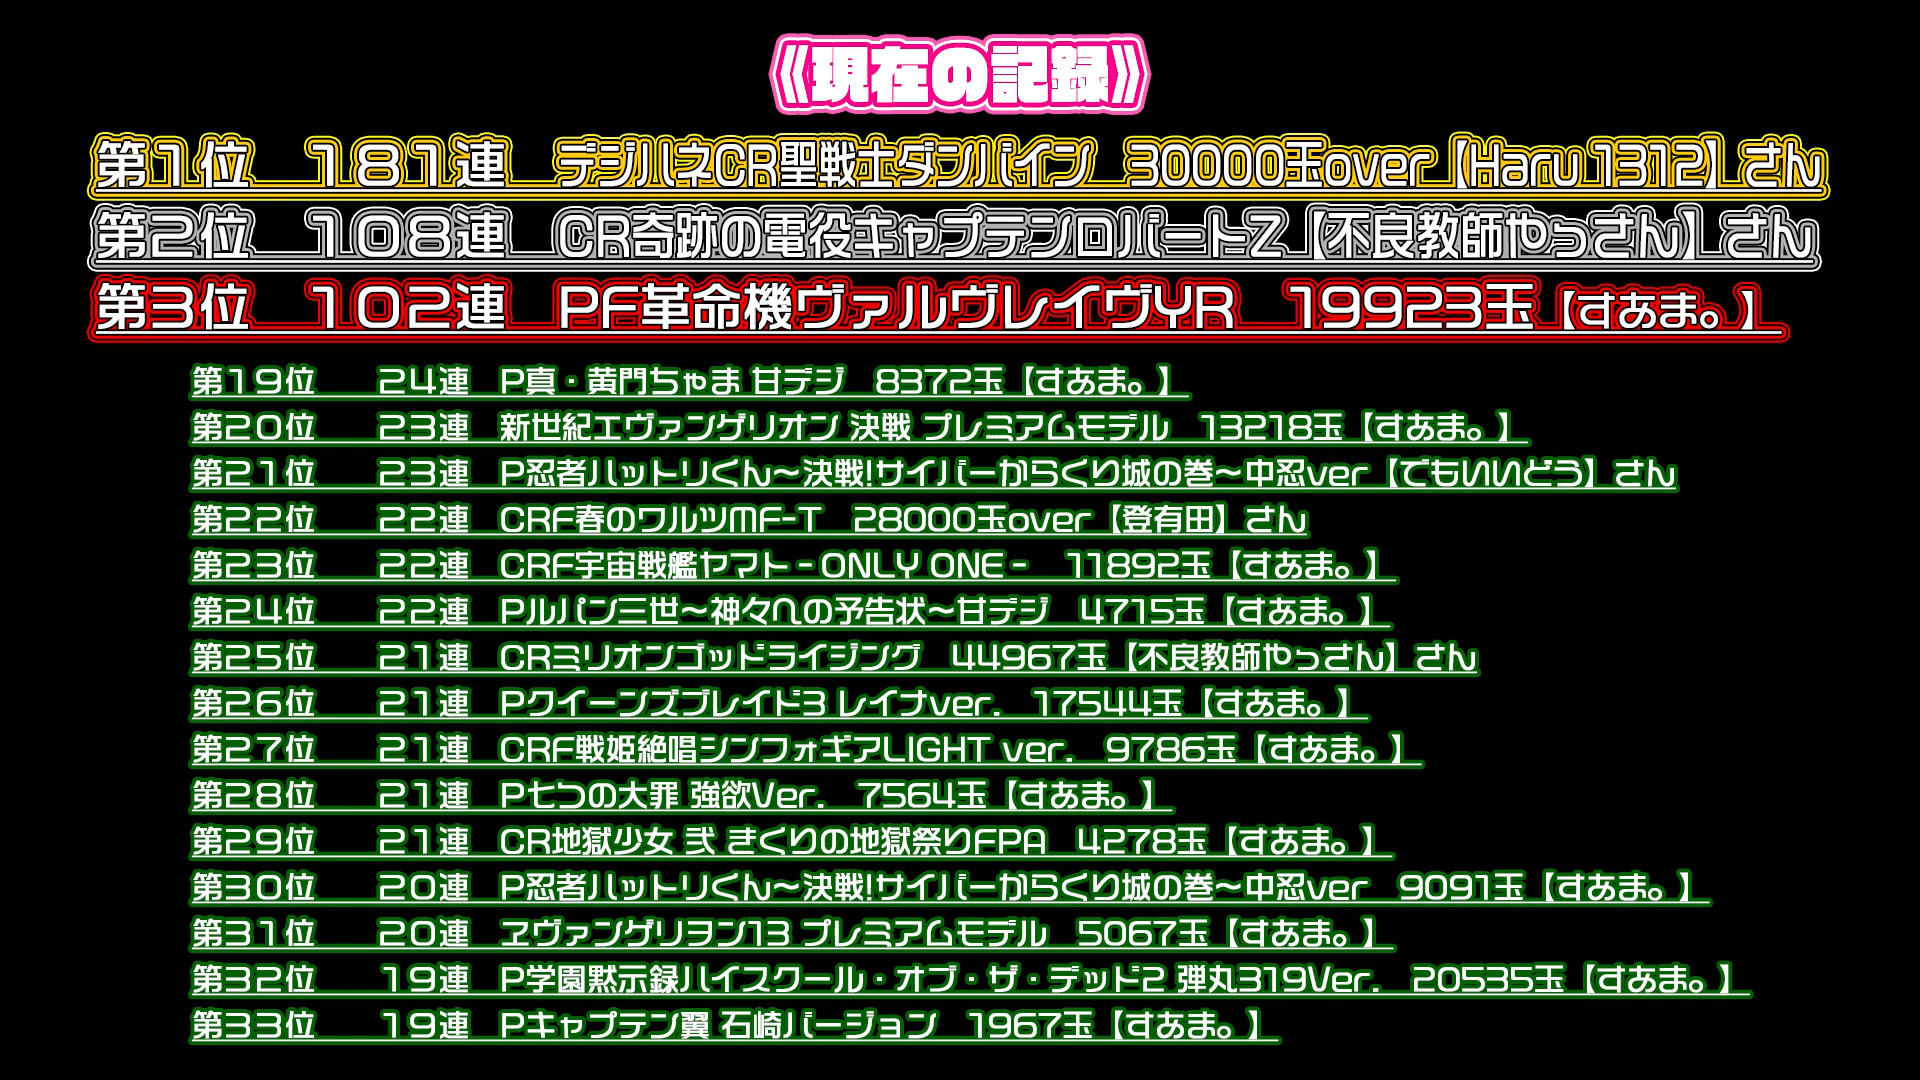 《現在の記録》
第１位　１８１連　デジハネCR聖戦士ダンバイン　30000玉over【Haru 1312】さん
第２位　１０８連　CR奇跡の電役キャプテンロバートZ【不良教師やっさん】さん
第３位　１０２連　PF革命機ヴァルヴレイヴYR　19923玉【すあま。】
第１９位　２４連　P真・黄門ちゃま 甘デジ　8372玉【すあま。】
第２０位　２３連　新世紀エヴァンゲリオン 決戦 プレミアムモデル　13218玉【すあま。】
第２１位　２３連　P忍者ハットリくん～決戦!サイバーからくり城の巻～中忍ver【でもいいどう】さん
第２２位　２２連　CRF春のワルツMF-T　28000玉over【登有田】さん
第２３位　２２連　CRF宇宙戦艦ヤマト－ONLY ONE－　11892玉【すあま。】
第２４位　２２連　Pルパン三世～神々への予告状～甘デジ　4715玉【すあま。】
第２５位　２１連　CRミリオンゴッドライジング　44967玉【不良教師やっさん】さん
第２６位　２１連　Pクイーンズブレイド3 レイナver.　17544玉【すあま。】
第２７位　２１連　CRF戦姫絶唱シンフォギアLIGHT ver.　9786玉【すあま。】
第２８位　２１連　P七つの大罪 強欲Ver.　7564玉【すあま。】
第２９位　２１連　CR地獄少女 弐 きくりの地獄祭りFPA　4278玉【すあま。】
第３０位　２０連　P忍者ハットリくん～決戦!サイバーからくり城の巻～中忍ver　9091玉【すあま。】
第３１位　２０連　ヱヴァンゲリヲン13 プレミアムモデル　5067玉【すあま。】
第３２位　１９連　P学園黙示録ハイスクール・オブ・ザ・デッド2 弾丸319Ver.　20535玉【すあま。】
第３３位　１９連　Pキャプテン翼 石崎バージョン　1967玉【すあま。】